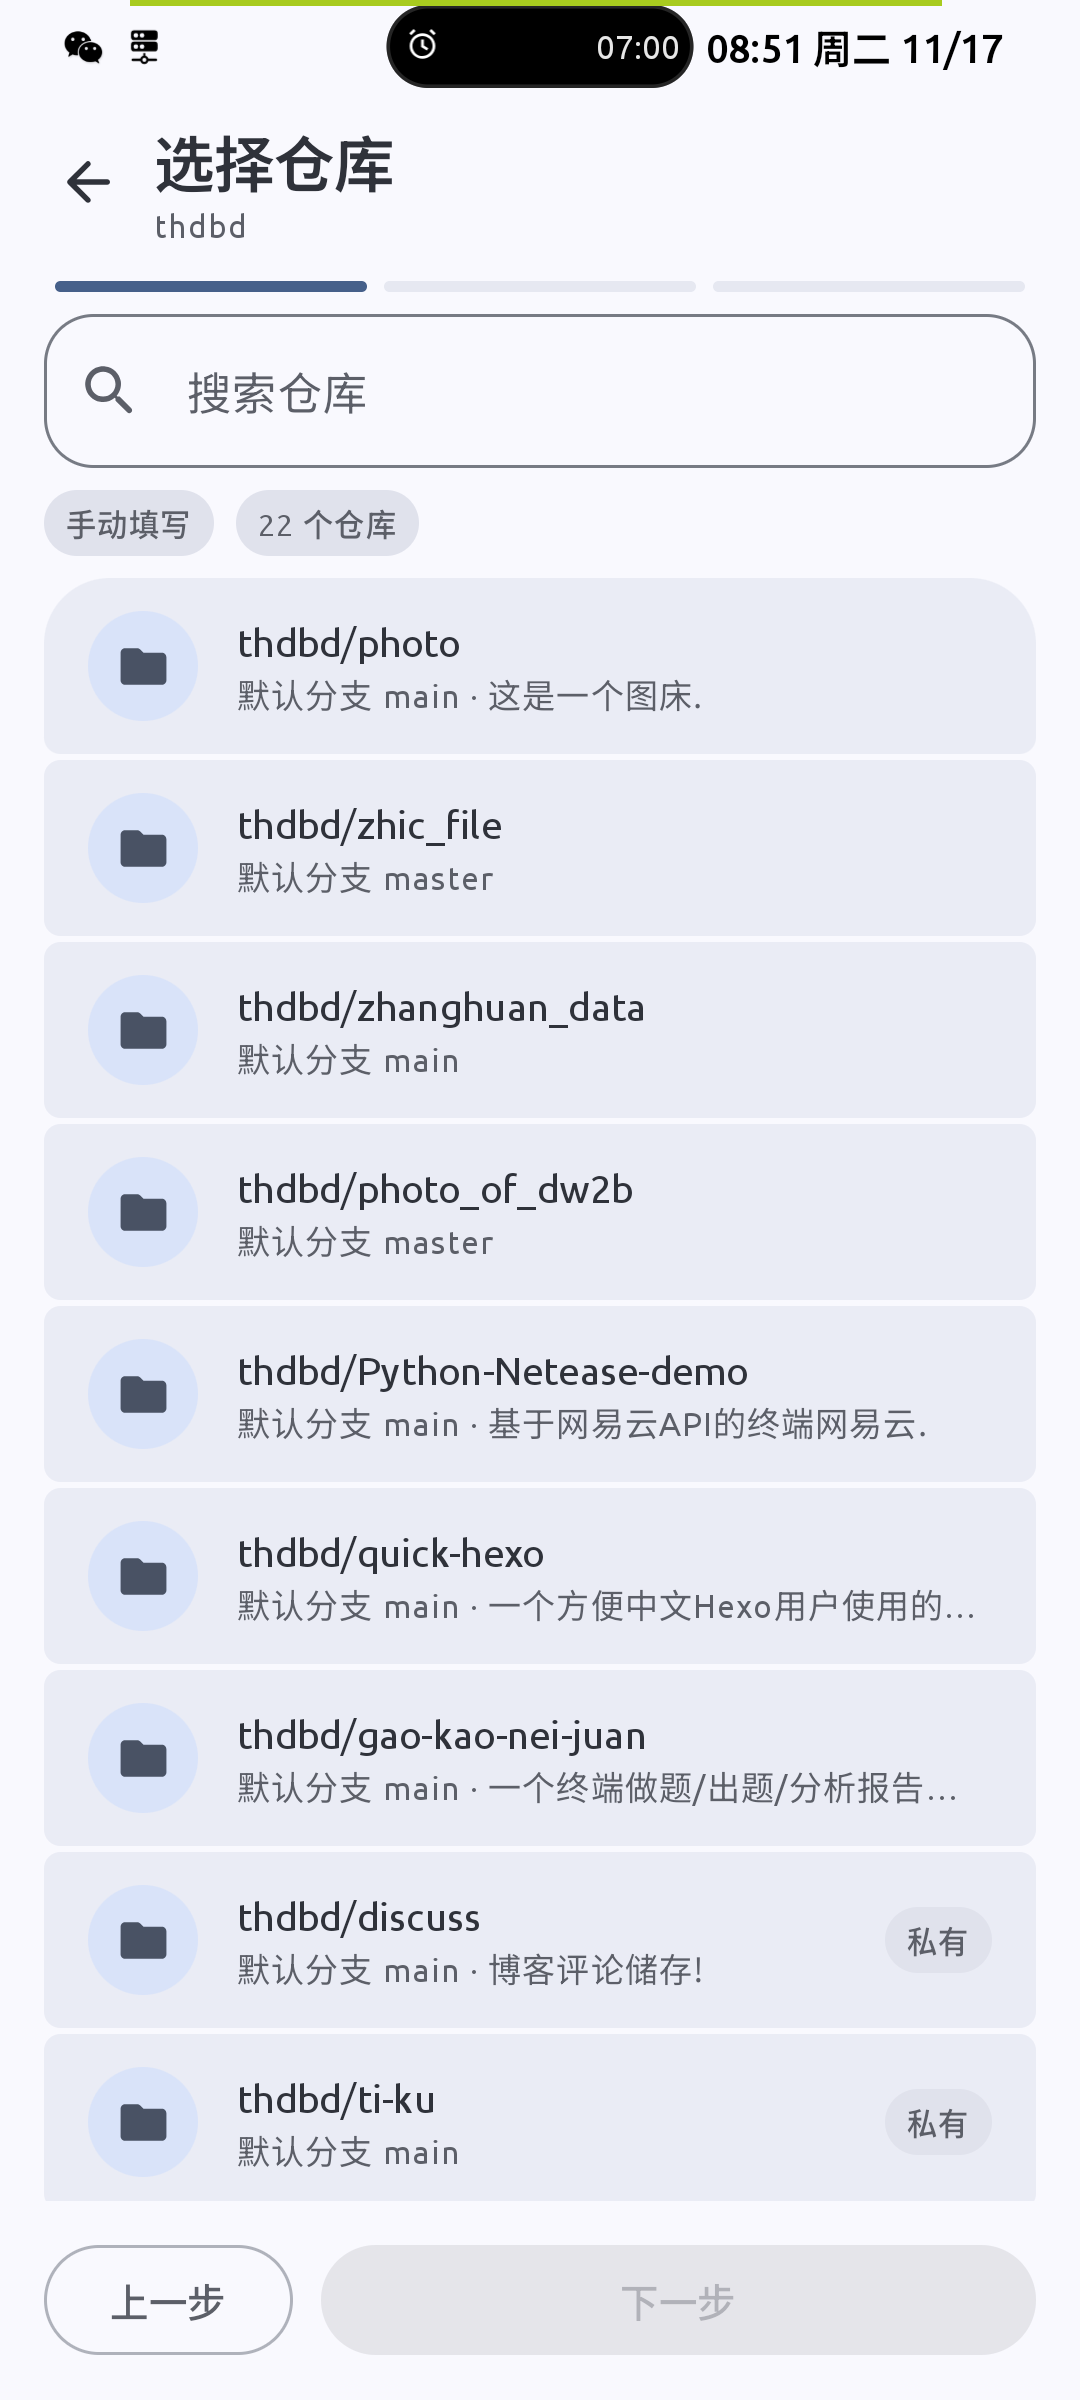 07:00 08:51 周二 11/17
选择仓库
thdbd
搜索仓库
手动填写 22 个仓库
thdbd/photo
默认分支 main · 这是一个图床.
thdbd/zhic_file
默认分支 master
thdbd/zhanghuan_data
默认分支 main
thdbd/photo_of_dw2b
默认分支 master
thdbd/Python-Netease-demo
默认分支 main · 基于网易云API的终端网易云.
thdbd/quick-hexo
默认分支 main · 一个方便中文Hexo用户使用的...
thdbd/gao-kao-nei-juan
默认分支 main · 一个终端做题/出题/分析报告...
thdbd/discuss
默认分支 main · 博客评论储存!
私有
thdbd/ti-ku
默认分支 main
私有
上一步 下一步